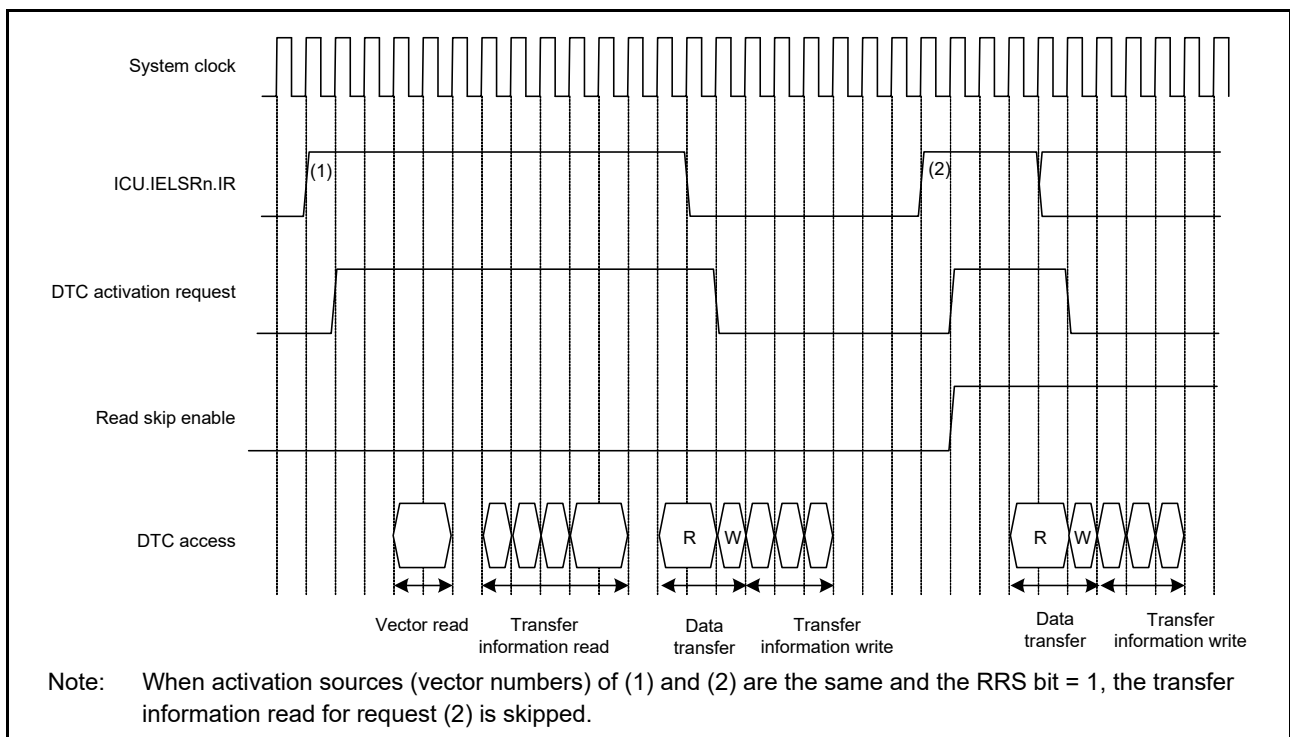 System clock
(1)
(2)
ICU.IELSRn.IR
DTC activation request
Read skip enable
DTC access
R
W
R
W
Vector read
Transfer
information read
Data
transfer
Transfer
information write
Data
transfer
Transfer
information write
Note: When activation sources (vector numbers) of (1) and (2) are the same and the RRS bit = 1, the transfer
information read for request (2) is skipped.